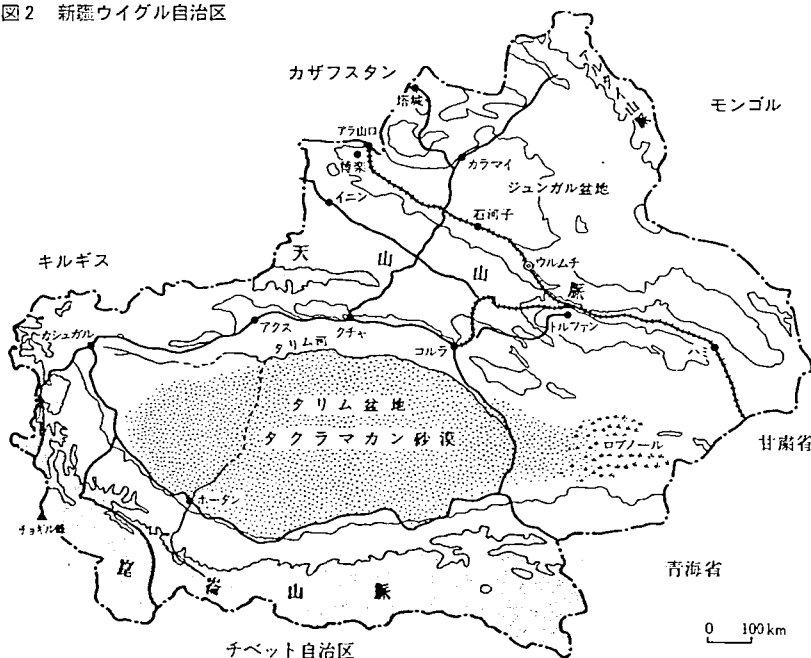 図2　新疆ウイグル自治区
カザフスタン
モンゴル
アルタイ山脈
塔城
アラ山口
博楽
カラマイ
ジュンガル盆地
イニン
石河子
ウルムチ
キルギス
天山山脈
カシュガル
アクス
クチャ
トルファン
コルラ
ハミ
タリム河
タリム盆地
タクラマカン砂漠
ロプノール
甘粛省
ホータン
チョギル峰
青海省
崑崙山脈
0　100km
チベット自治区